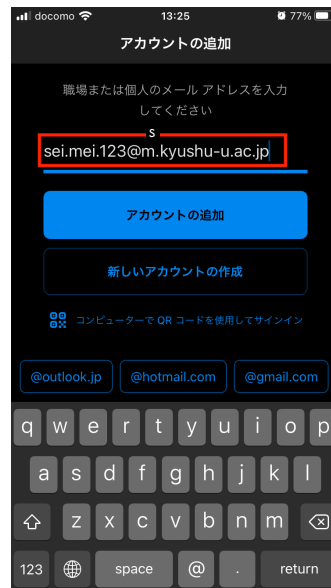 docomo 13:25 77%
アカウントの追加
職場または個人のメール アドレスを入力
してください
s
sei.mei.123@m.kyushu-u.ac.jp
アカウントの追加
新しいアカウントの作成
コンピューターで QR コードを使用してサインイン
@outlook.jp @hotmail.com @gmail.com
q w e r t y u i o p
a s d f g h j k l
z x c v b n m
123 space @ . return